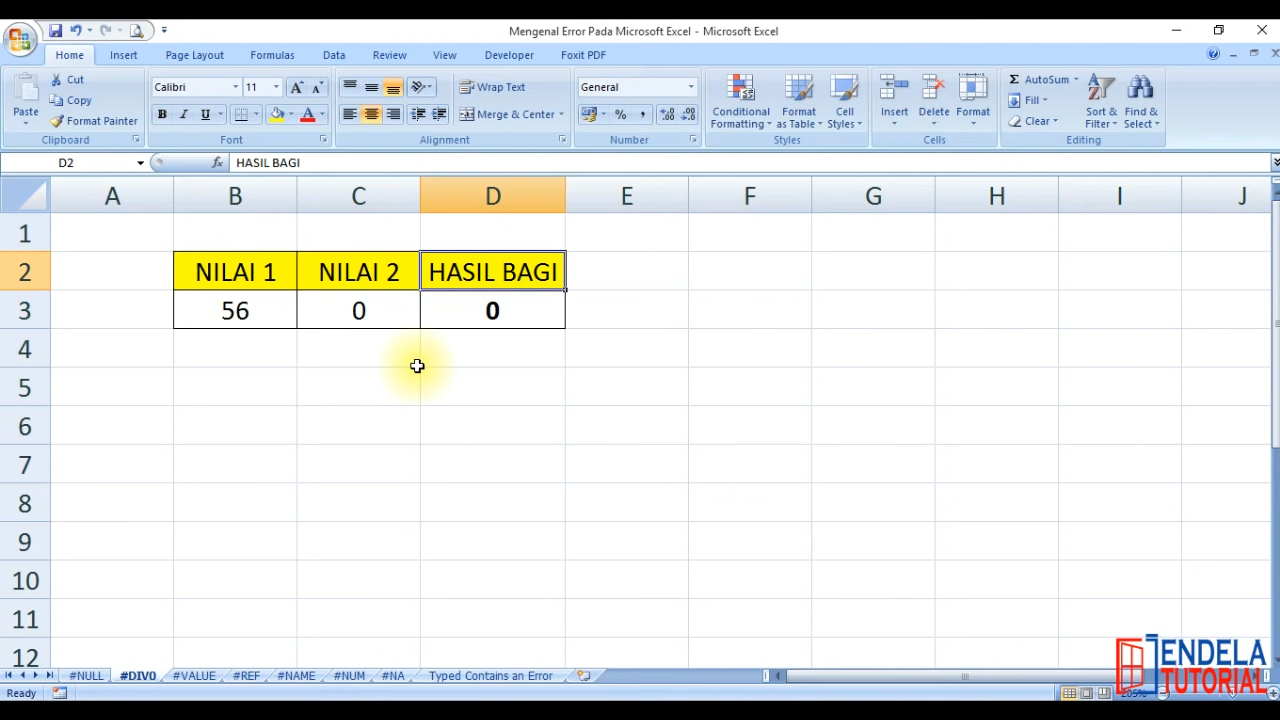 Mengenal Error Pada Microsoft Excel - Microsoft Excel
Home Insert Page Layout Formulas Data Review View Developer Foxit PDF
Paste
Cut
Copy
Format Painter
Clipboard
Calibri 11
B I U
Font
Wrap Text
Merge & Center
Alignment
General
Number
Conditional Formatting
Format as Table
Cell Styles
Styles
Insert
Delete
Format
Cells
AutoSum
Fill
Clear
Sort & Filter
Find & Select
Editing
D2 fx HASIL BAGI
A B C D E F G H I J
1
2 NILAI 1 NILAI 2 HASIL BAGI
3 56 0 0
4
5
6
7
8
9
10
11
12
#NULL #DIV0 #VALUE #REF #NAME #NUM #NA Typed Contains an Error
Ready 205%
JENDELA
TUTORIAL